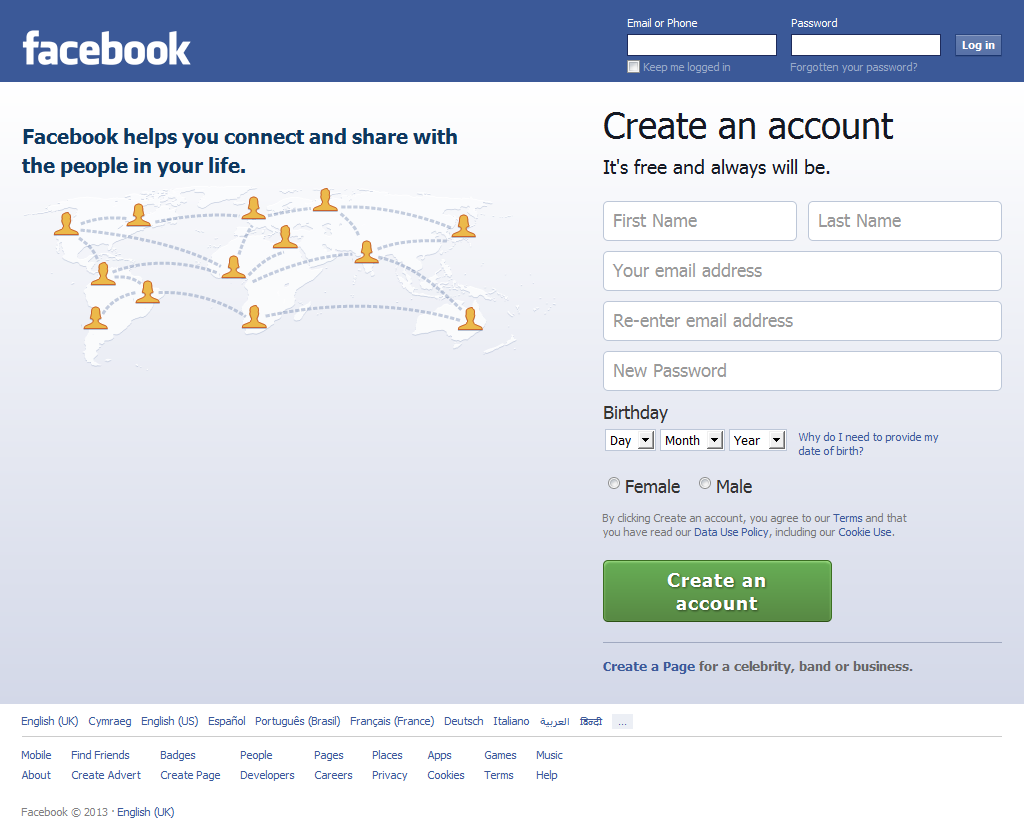 facebook
Email or Phone
Password
Log in
Keep me logged in
Forgotten your password?
Facebook helps you connect and share with
the people in your life.
Create an account
It's free and always will be.
First Name
Last Name
Your email address
Re-enter email address
New Password
Birthday
Day
Month
Year
Why do I need to provide my
date of birth?
Female
Male
By clicking Create an account, you agree to our Terms and that
you have read our Data Use Policy, including our Cookie Use.
Create an
account
Create a Page for a celebrity, band or business.
English (UK) Cymraeg English (US) Español Português (Brasil) Français (France) Deutsch Italiano العربية हिन्दी ...
Mobile Find Friends Badges People Pages Places Apps Games Music
About Create Advert Create Page Developers Careers Privacy Cookies Terms Help
Facebook © 2013 · English (UK)